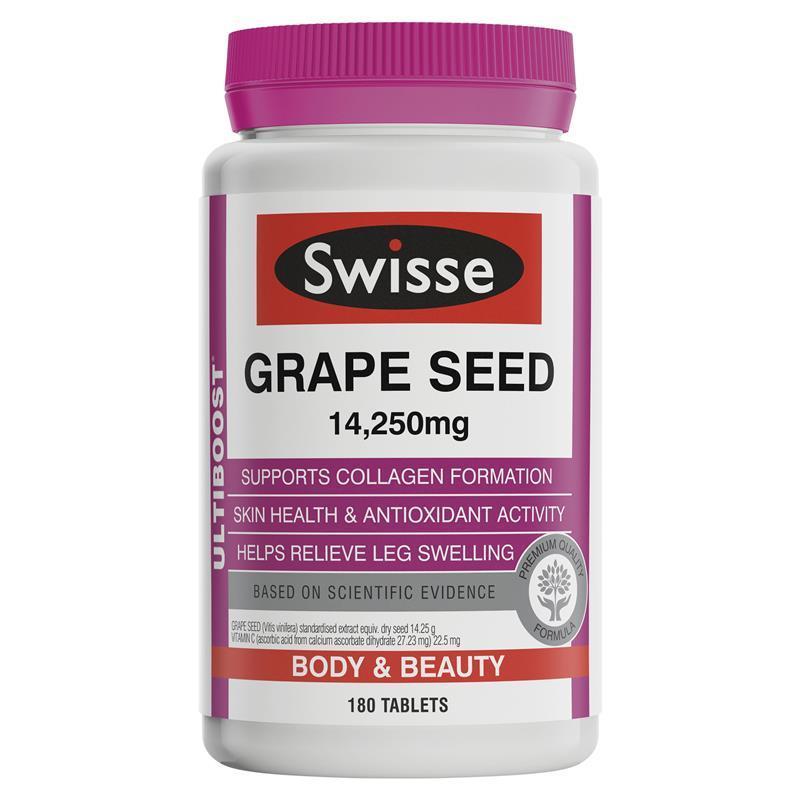 Swisse
GRAPE SEED
14,250mg
ULTIBOOST®
SUPPORTS COLLAGEN FORMATION
SKIN HEALTH & ANTIOXIDANT ACTIVITY
HELPS RELIEVE LEG SWELLING
BASED ON SCIENTIFIC EVIDENCE
PREMIUM QUALITY
FORMULA
GRAPE SEED (Vitis vinifera) standardised extract equiv. dry seed 14.25 g
VITAMIN C (ascorbic acid from calcium ascorbate dihydrate 27.23 mg) 22.5 mg
BODY & BEAUTY
180 TABLETS